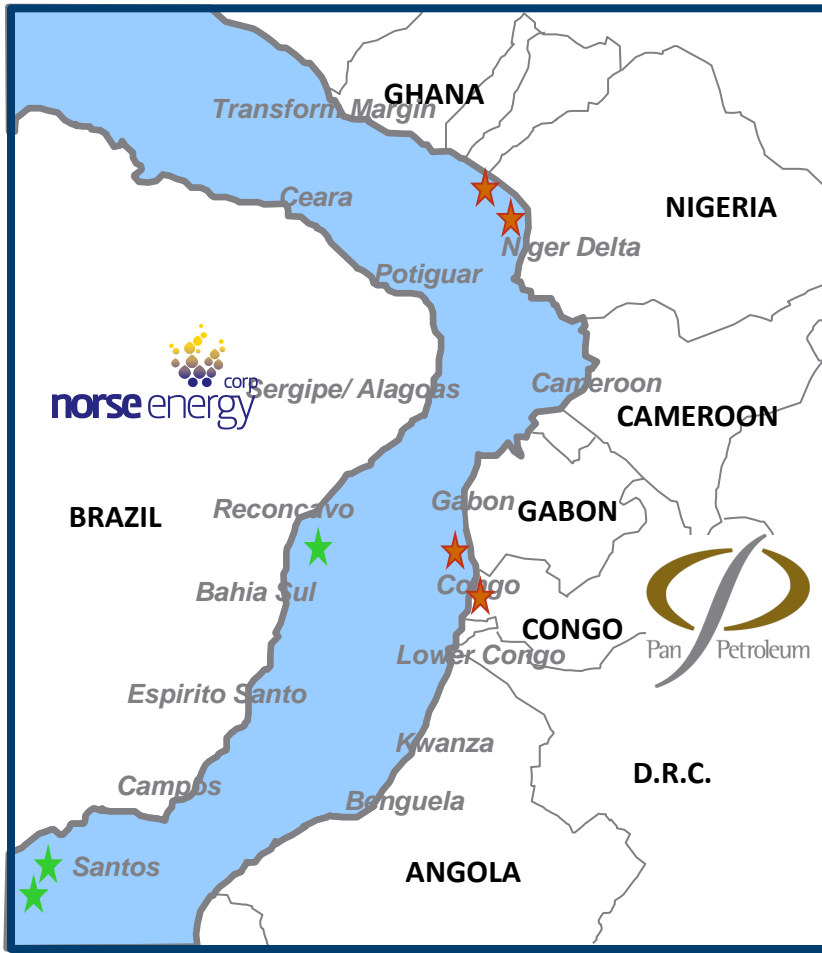 GHANA
Transform Margin
Ceara
NIGERIA
Niger Delta
Potiguar
corp
norse energy
Sergipe/ Alagoas
Cameroon
CAMEROON
BRAZIL
Reconcavo
Gabon
GABON
Bahia Sul
Congo
CONGO
Pan Petroleum
Lower Congo
Espirito Santo
Kwanza
D.R.C.
Campos
Benguela
Santos
ANGOLA